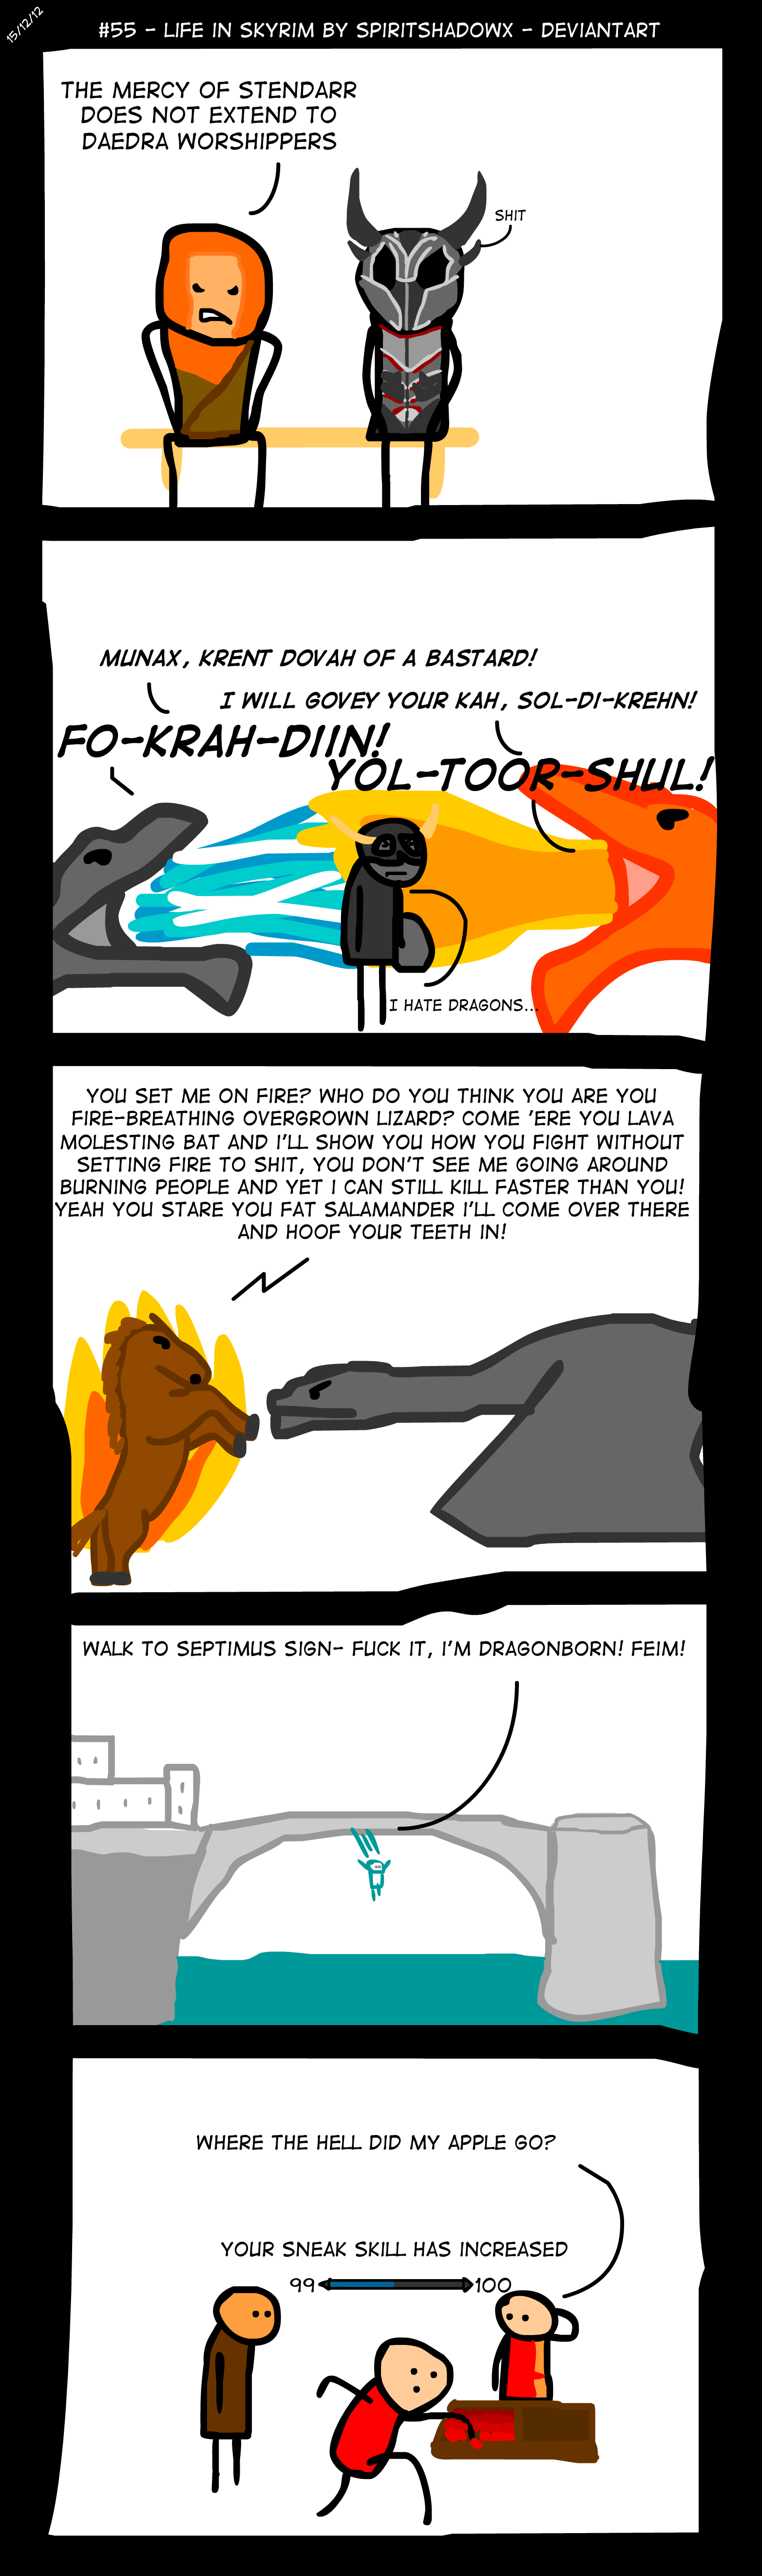 15/12/12
#55 - LIFE IN SKYRIM BY SPIRITSHADOWX - DEVIANTART
THE MERCY OF STENDARR
DOES NOT EXTEND TO
DAEDRA WORSHIPPERS
SHIT
MUNAX, KRENT DOVAH OF A BASTARD!
I WILL GOVEY YOUR KAH, SOL-DI-KREHN!
FO-KRAH-DIIN!
YOL-TOOR-SHUL!
I HATE DRAGONS...
YOU SET ME ON FIRE? WHO DO YOU THINK YOU ARE YOU
FIRE-BREATHING OVERGROWN LIZARD? COME 'ERE YOU LAVA
MOLESTING BAT AND I'LL SHOW YOU HOW YOU FIGHT WITHOUT
SETTING FIRE TO SHIT, YOU DON'T SEE ME GOING AROUND
BURNING PEOPLE AND YET I CAN STILL KILL FASTER THAN YOU!
YEAH YOU STARE YOU FAT SALAMANDER I'LL COME OVER THERE
AND HOOF YOUR TEETH IN!
WALK TO SEPTIMUS SIGN- FUCK IT, I'M DRAGONBORN! FEIM!
WHERE THE HELL DID MY APPLE GO?
YOUR SNEAK SKILL HAS INCREASED
99 100